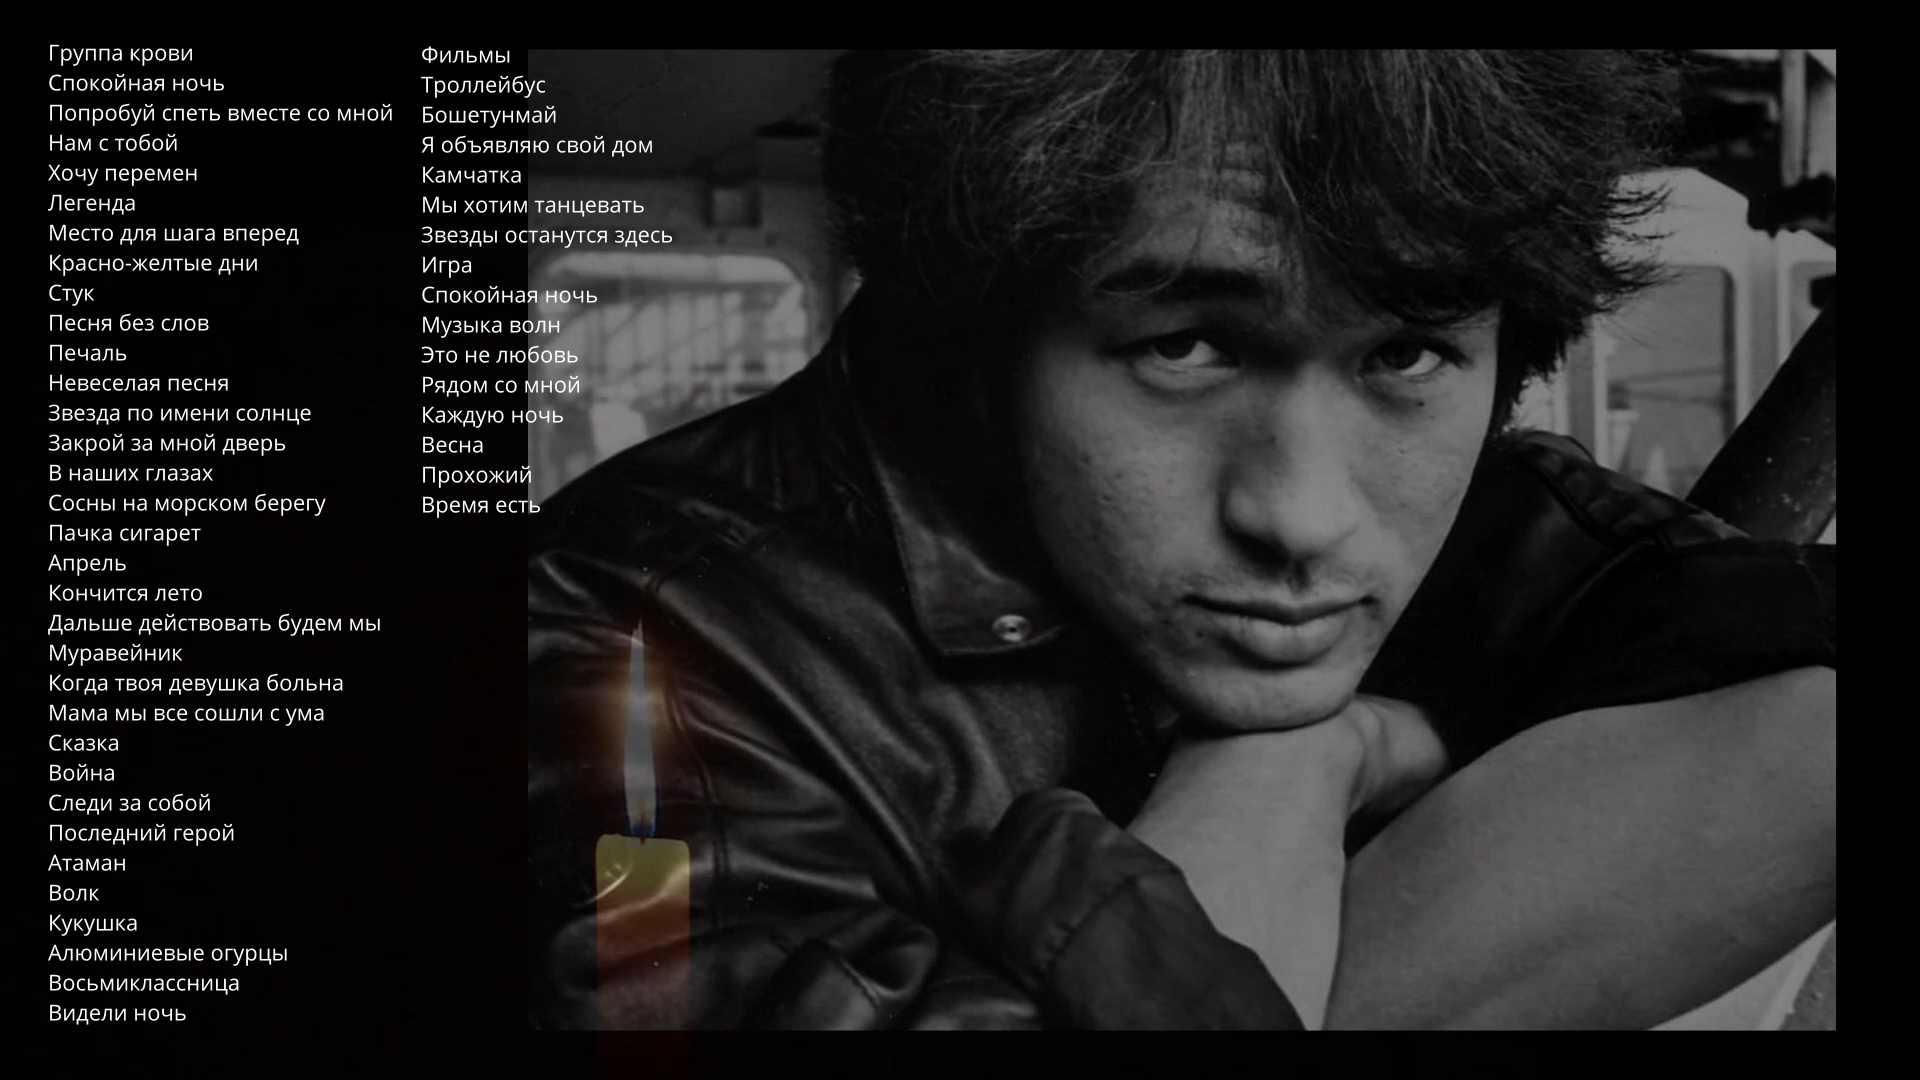 Группа крови
Спокойная ночь
Попробуй спеть вместе со мной
Нам с тобой
Хочу перемен
Легенда
Место для шага вперед
Красно-желтые дни
Стук
Песня без слов
Печаль
Невеселая песня
Звезда по имени солнце
Закрой за мной дверь
В наших глазах
Сосны на морском берегу
Пачка сигарет
Апрель
Кончится лето
Дальше действовать будем мы
Муравейник
Когда твоя девушка больна
Мама мы все сошли с ума
Сказка
Война
Следи за собой
Последний герой
Атаман
Волк
Кукушка
Алюминиевые огурцы
Восьмиклассница
Видели ночь
Фильмы
Троллейбус
Бошетунмай
Я объявляю свой дом
Камчатка
Мы хотим танцевать
Звезды останутся здесь
Игра
Спокойная ночь
Музыка волн
Это не любовь
Рядом со мной
Каждую ночь
Весна
Прохожий
Время есть